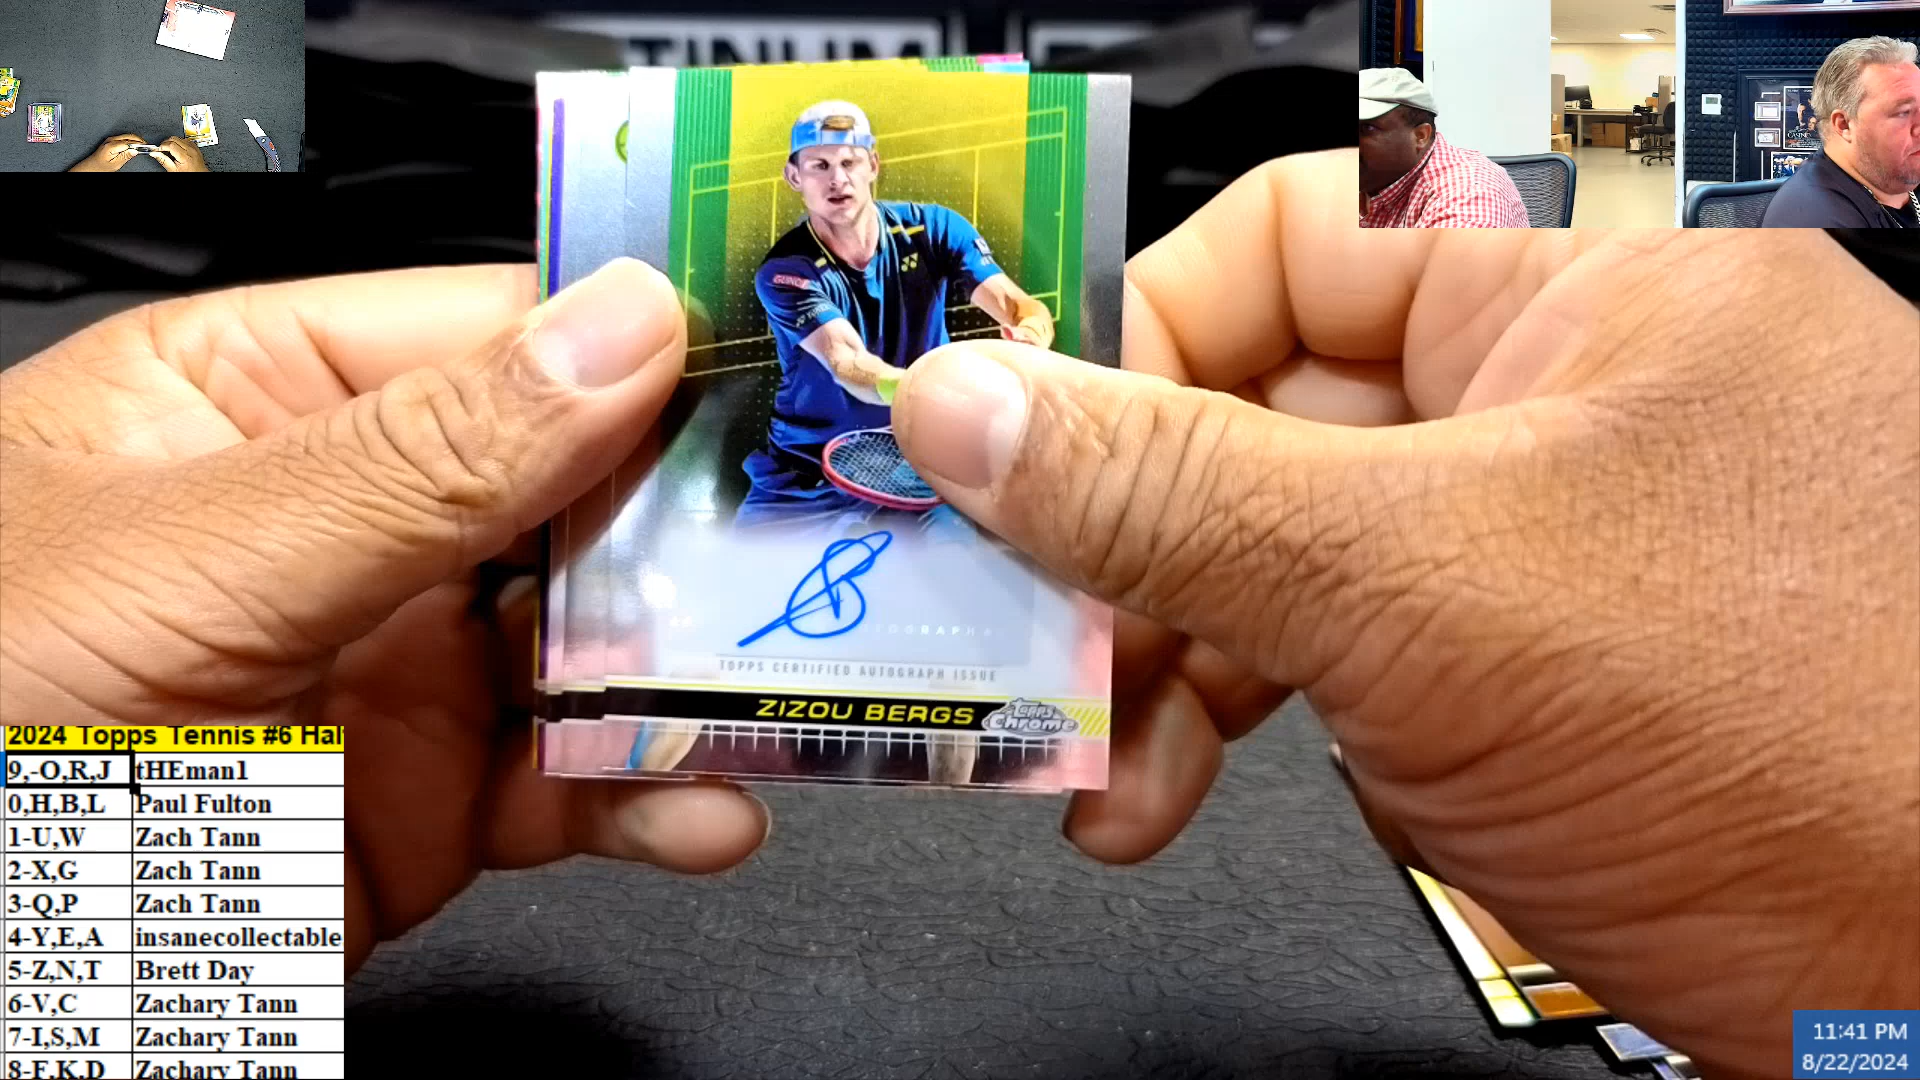 TINUM
TOPPS CERTIFIED AUTOGRAPH ISSUE
ZIZOU BERGS
Topps
Chrome
2024 Topps Tennis #6 Hal
9,-O,R,J tHEman1
0,H,B,L Paul Fulton
1-U,W Zach Tann
2-X,G Zach Tann
3-Q,P Zach Tann
4-Y,E,A insanecollectable
5-Z,N,T Brett Day
6-V,C Zachary Tann
7-I,S,M Zachary Tann
8-F,K,D Zachary Tann
11:41 PM
8/22/2024